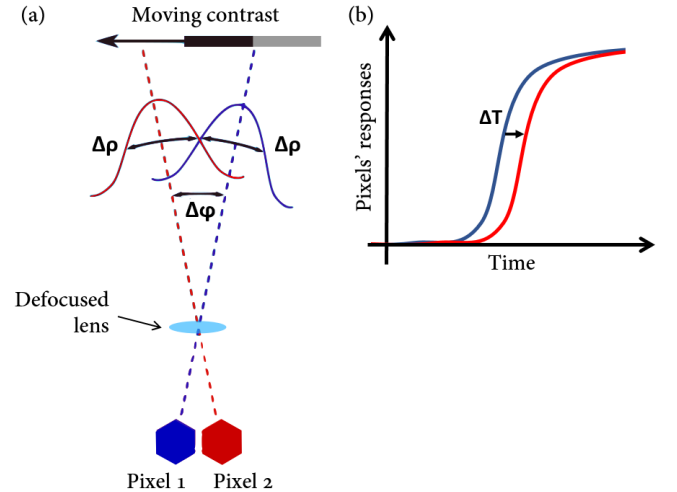 (a)
Moving contrast
Δρ
Δρ
Δφ
Defocused
lens
Pixel 1
Pixel 2
(b)
Pixels' responses
ΔT
Time